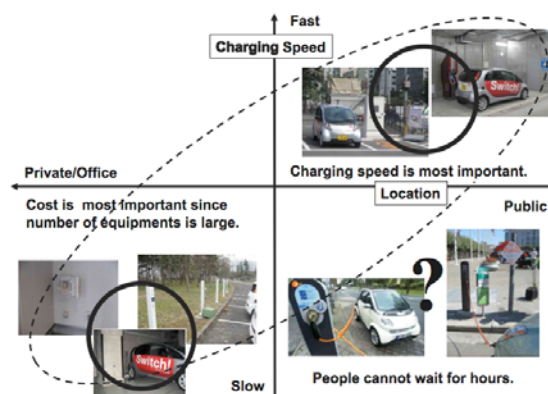 Fast
Charging Speed
Switch!
Private/Office
Charging speed is most important.
Cost is most Important since
number of equipments is large.
Location
Public
?
Switch!
Slow
People cannot wait for hours.